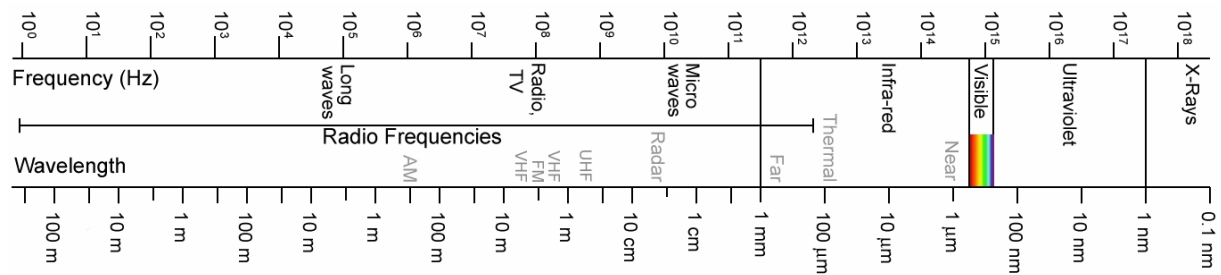 10⁰ 10¹ 10² 10³ 10⁴ 10⁵ 10⁶ 10⁷ 10⁸ 10⁹ 10¹⁰ 10¹¹ 10¹² 10¹³ 10¹⁴ 10¹⁵ 10¹⁶ 10¹⁷ 10¹⁸
Frequency (Hz)
Long
waves
Radio,
TV
Micro
waves
Infra-red
Visible
Ultraviolet
X-Rays
Radio Frequencies
Wavelength
AM
VHF
FM
VHF
UHF
Radar
Far
Thermal
Near
100 m 10 m 1 m 100 m 10 m 1 m 100 m 10 m 1 m 10 cm 1 cm 1 mm 100 µm 10 µm 1 µm 100 nm 10 nm 1 nm 0.1 nm